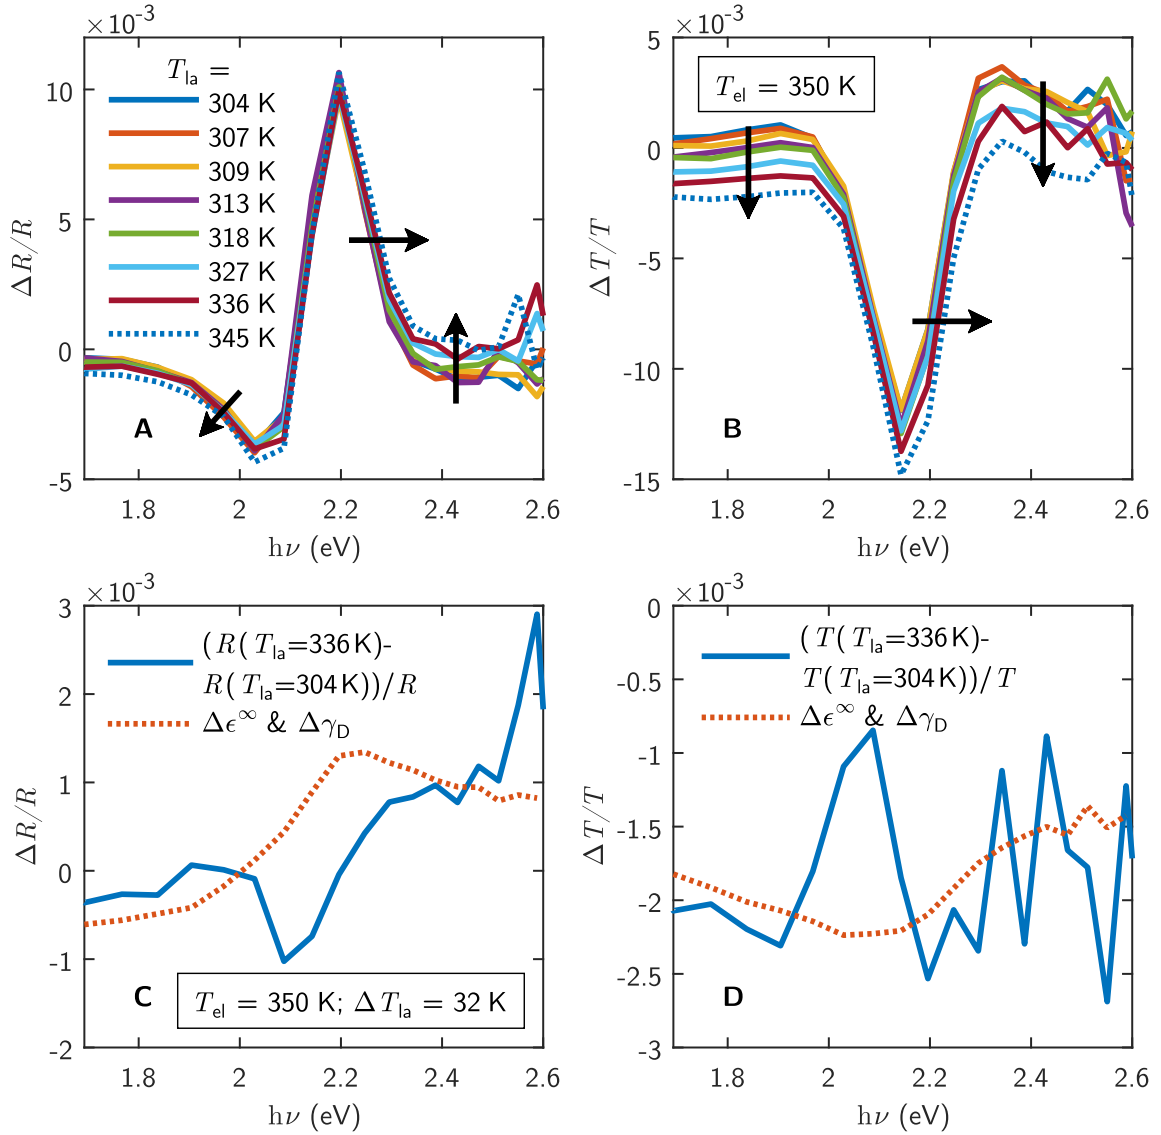 ×10⁻³
10
5
0
-5
ΔR/R
T_la =
304 K
307 K
309 K
313 K
318 K
327 K
336 K
345 K
A
1.8
2
2.2
2.4
2.6
hν (eV)
×10⁻³
5
0
-5
-10
-15
ΔT/T
T_el = 350 K
B
1.8
2
2.2
2.4
2.6
hν (eV)
×10⁻³
3
2
1
0
-1
-2
ΔR/R
(R(T_la=336K)-
R(T_la=304K))/R
Δϵ^∞ & Δγ_D
C
T_el = 350 K; ΔT_la = 32 K
1.8
2
2.2
2.4
2.6
hν (eV)
×10⁻³
0
-0.5
-1
-1.5
-2
-2.5
-3
ΔT/T
(T(T_la=336K)-
T(T_la=304K))/T
Δϵ^∞ & Δγ_D
D
1.8
2
2.2
2.4
2.6
hν (eV)